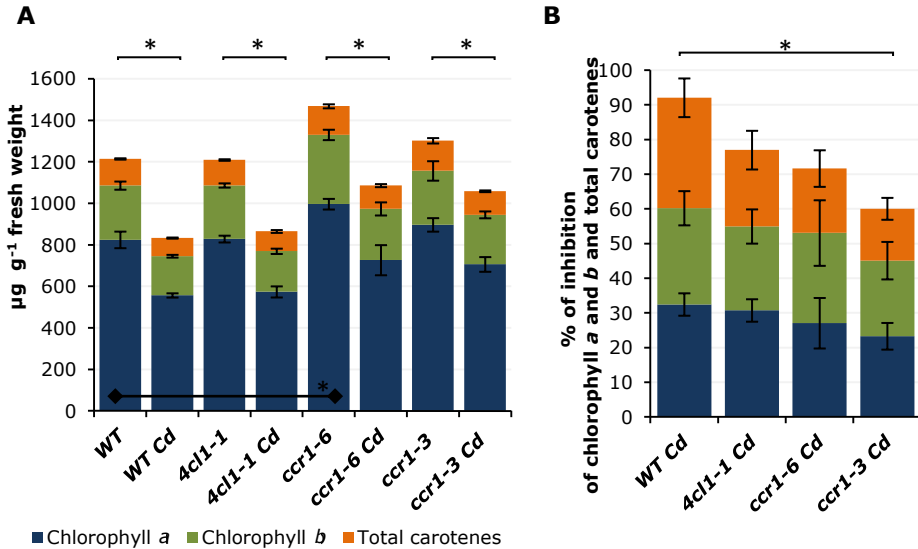 A
* * * *
1600
1400
1200
1000
800
600
400
200
0
µg g⁻¹ fresh weight
*
WT
WT Cd
4cl1-1
4cl1-1 Cd
ccr1-6
ccr1-6 Cd
ccr1-3
ccr1-3 Cd
Chlorophyll a Chlorophyll b Total carotenes
B
*
% of inhibition
of chlorophyll a and b and total carotenes
90
80
70
60
50
40
30
20
10
0
WT Cd
4cl1-1 Cd
ccr1-6 Cd
ccr1-3 Cd